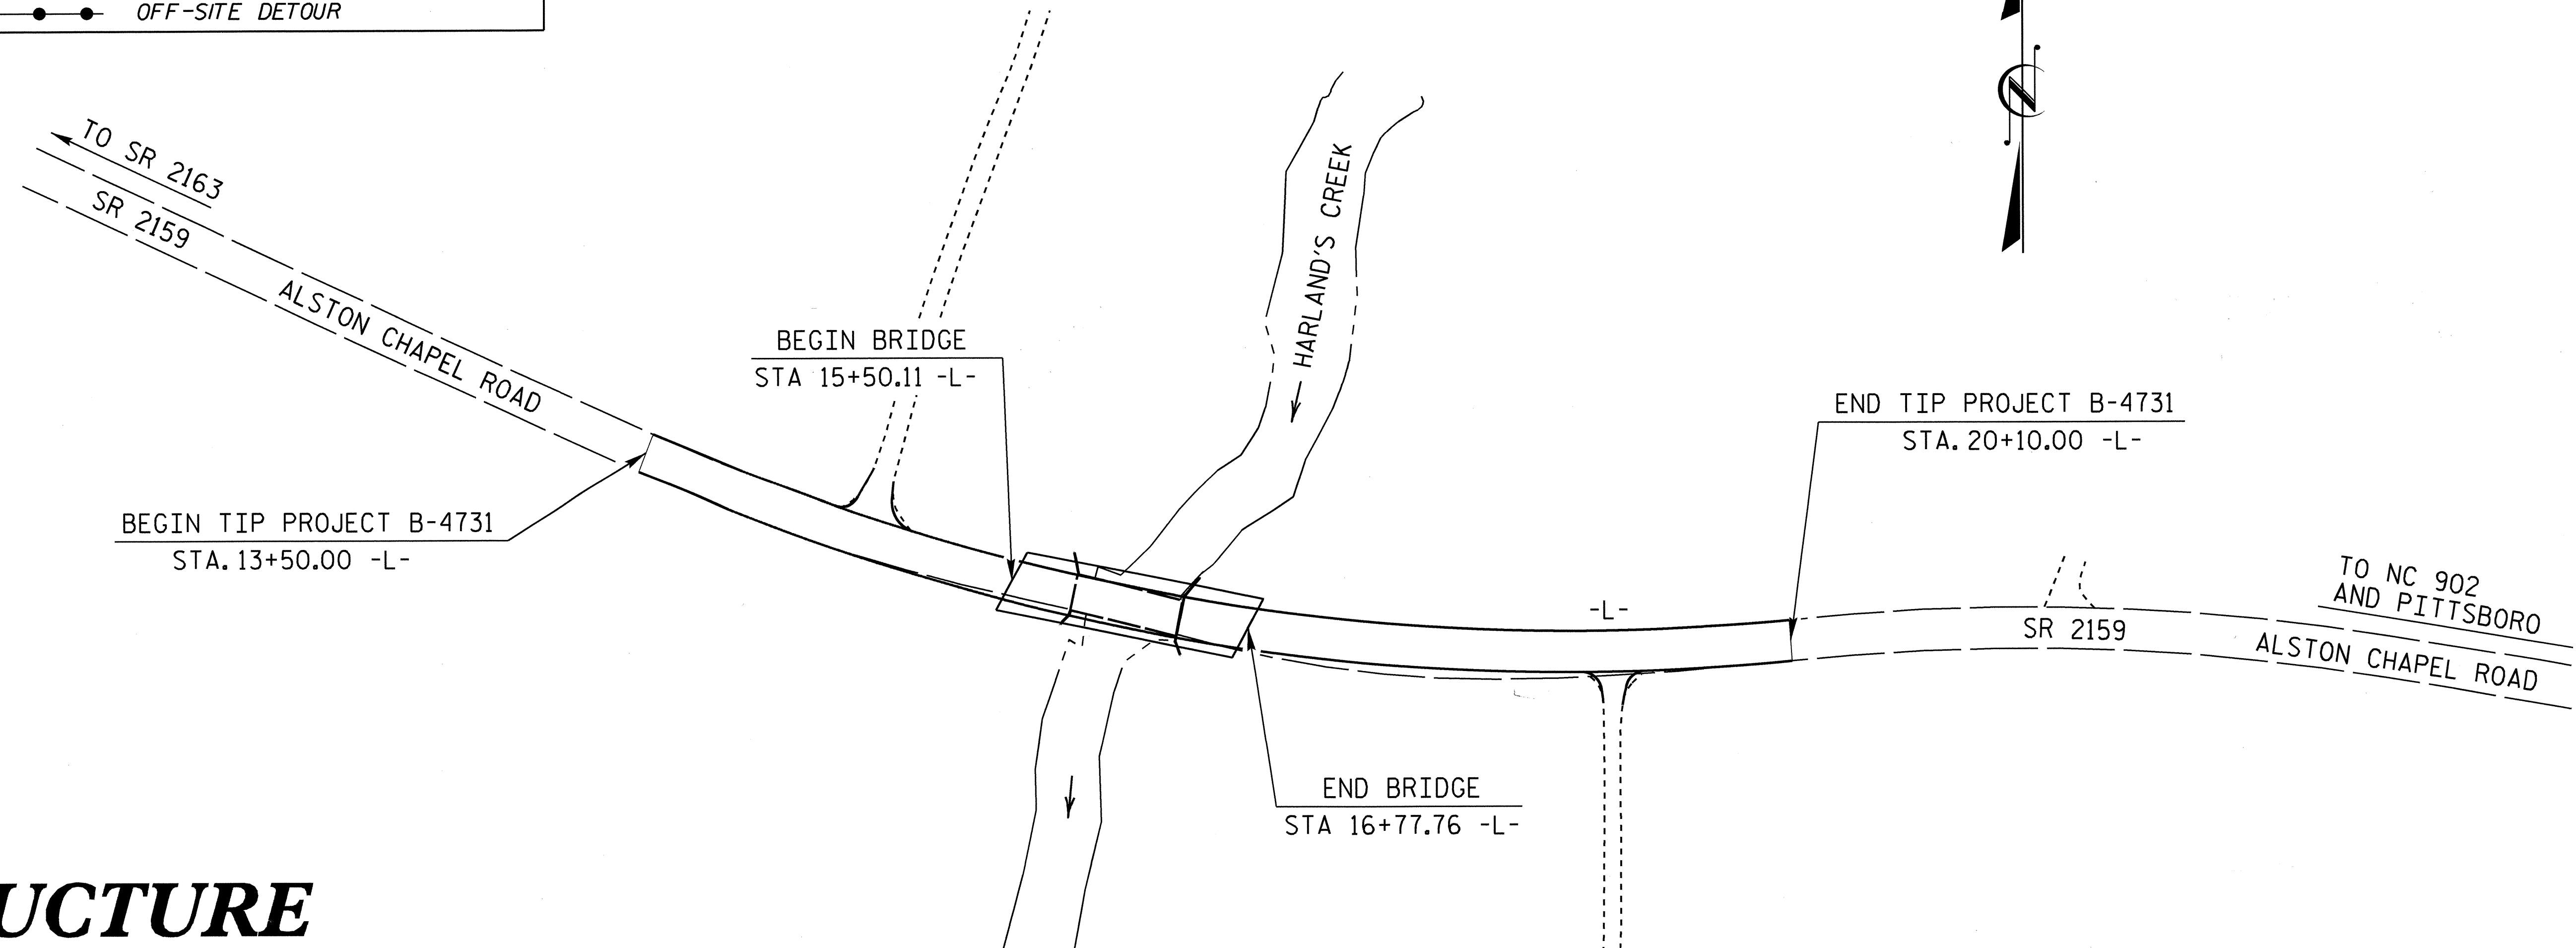 OFF-SITE DETOUR
N
TO SR 2163
SR 2159
ALSTON CHAPEL ROAD
HARLAND'S CREEK
BEGIN BRIDGE
STA 15+50.11 -L-
END TIP PROJECT B-4731
STA. 20+10.00 -L-
BEGIN TIP PROJECT B-4731
STA. 13+50.00 -L-
-L-
TO NC 902
AND PITTSBORO
SR 2159
ALSTON CHAPEL ROAD
END BRIDGE
STA 16+77.76 -L-
UCTURE